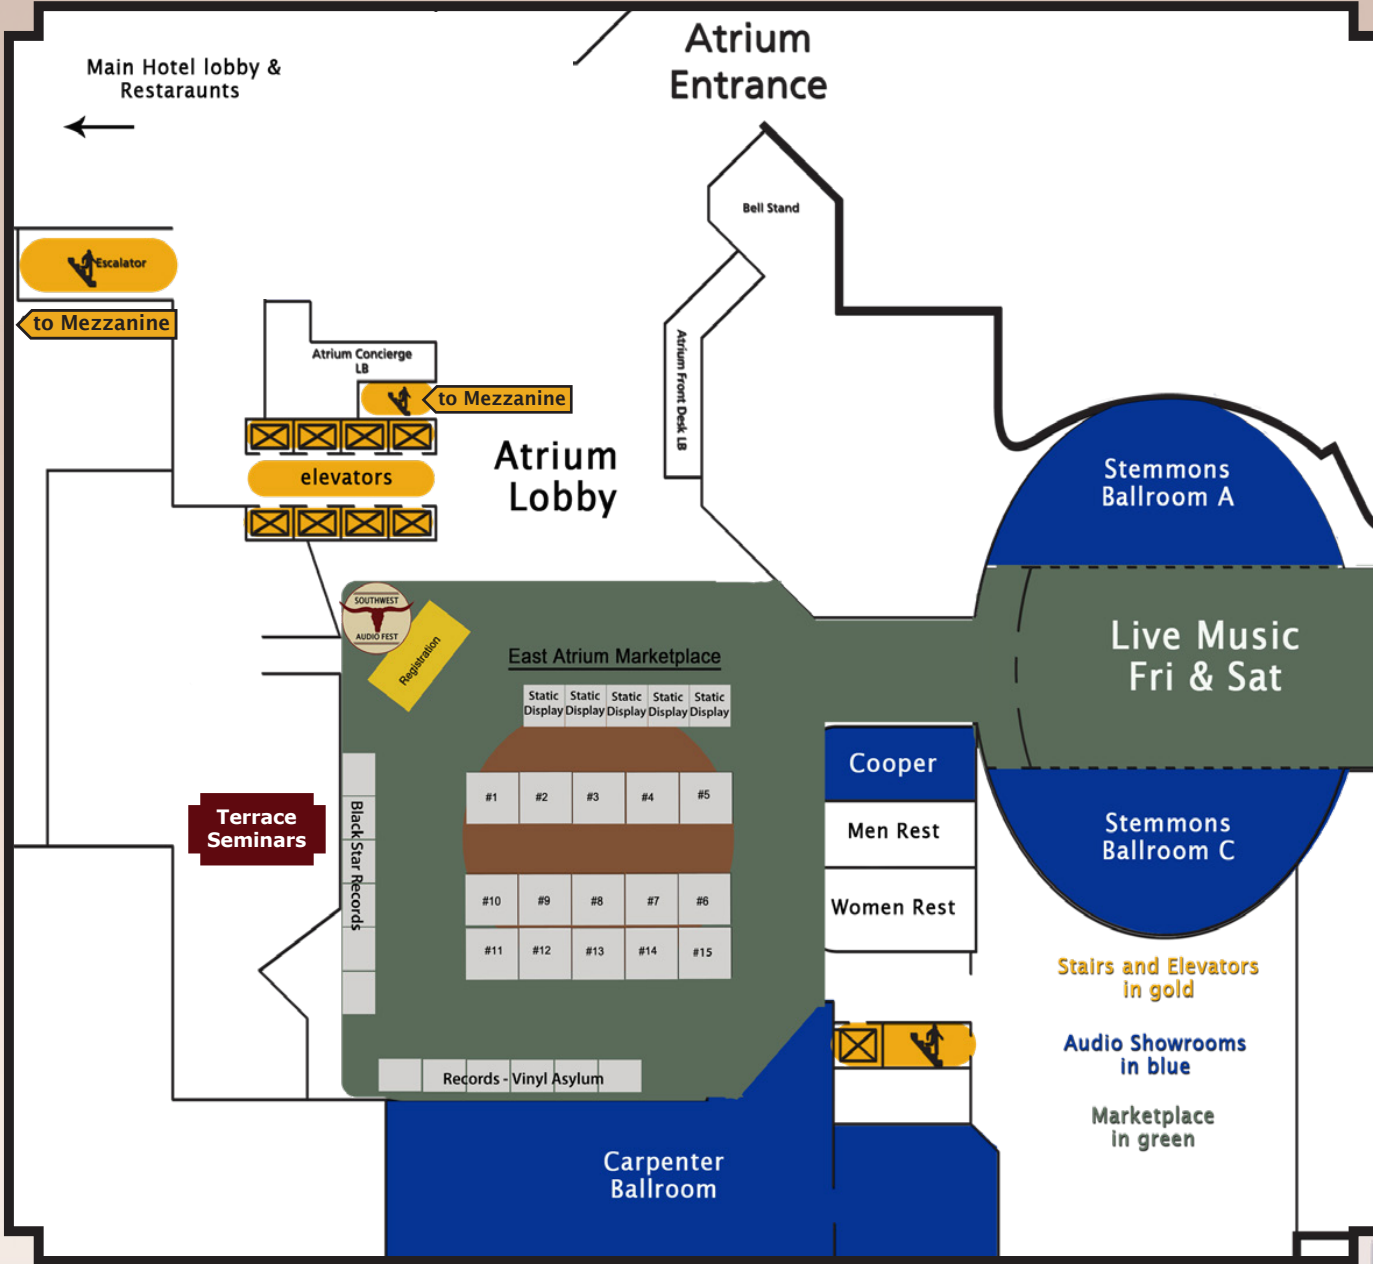 Atrium
Entrance
Main Hotel lobby &
Restaraunts
Bell Stand
Escalator
to Mezzanine
Atrium Concierge
LB
to Mezzanine
Atrium Front Desk LB
elevators
Atrium
Lobby
Stemmons
Ballroom A
SOUTHWEST
AUDIO FEST
Registration
East Atrium Marketplace
Live Music
Fri & Sat
Static
Display
Static
Display
Static
Display
Static
Display
Static
Display
Cooper
#1 #2 #3 #4 #5
Terrace
Seminars
Black Star Records
Men Rest
Stemmons
Ballroom C
#10 #9 #8 #7 #6
Women Rest
#11 #12 #13 #14 #15
Stairs and Elevators
in gold
Audio Showrooms
in blue
Records - Vinyl Asylum
Marketplace
in green
Carpenter
Ballroom